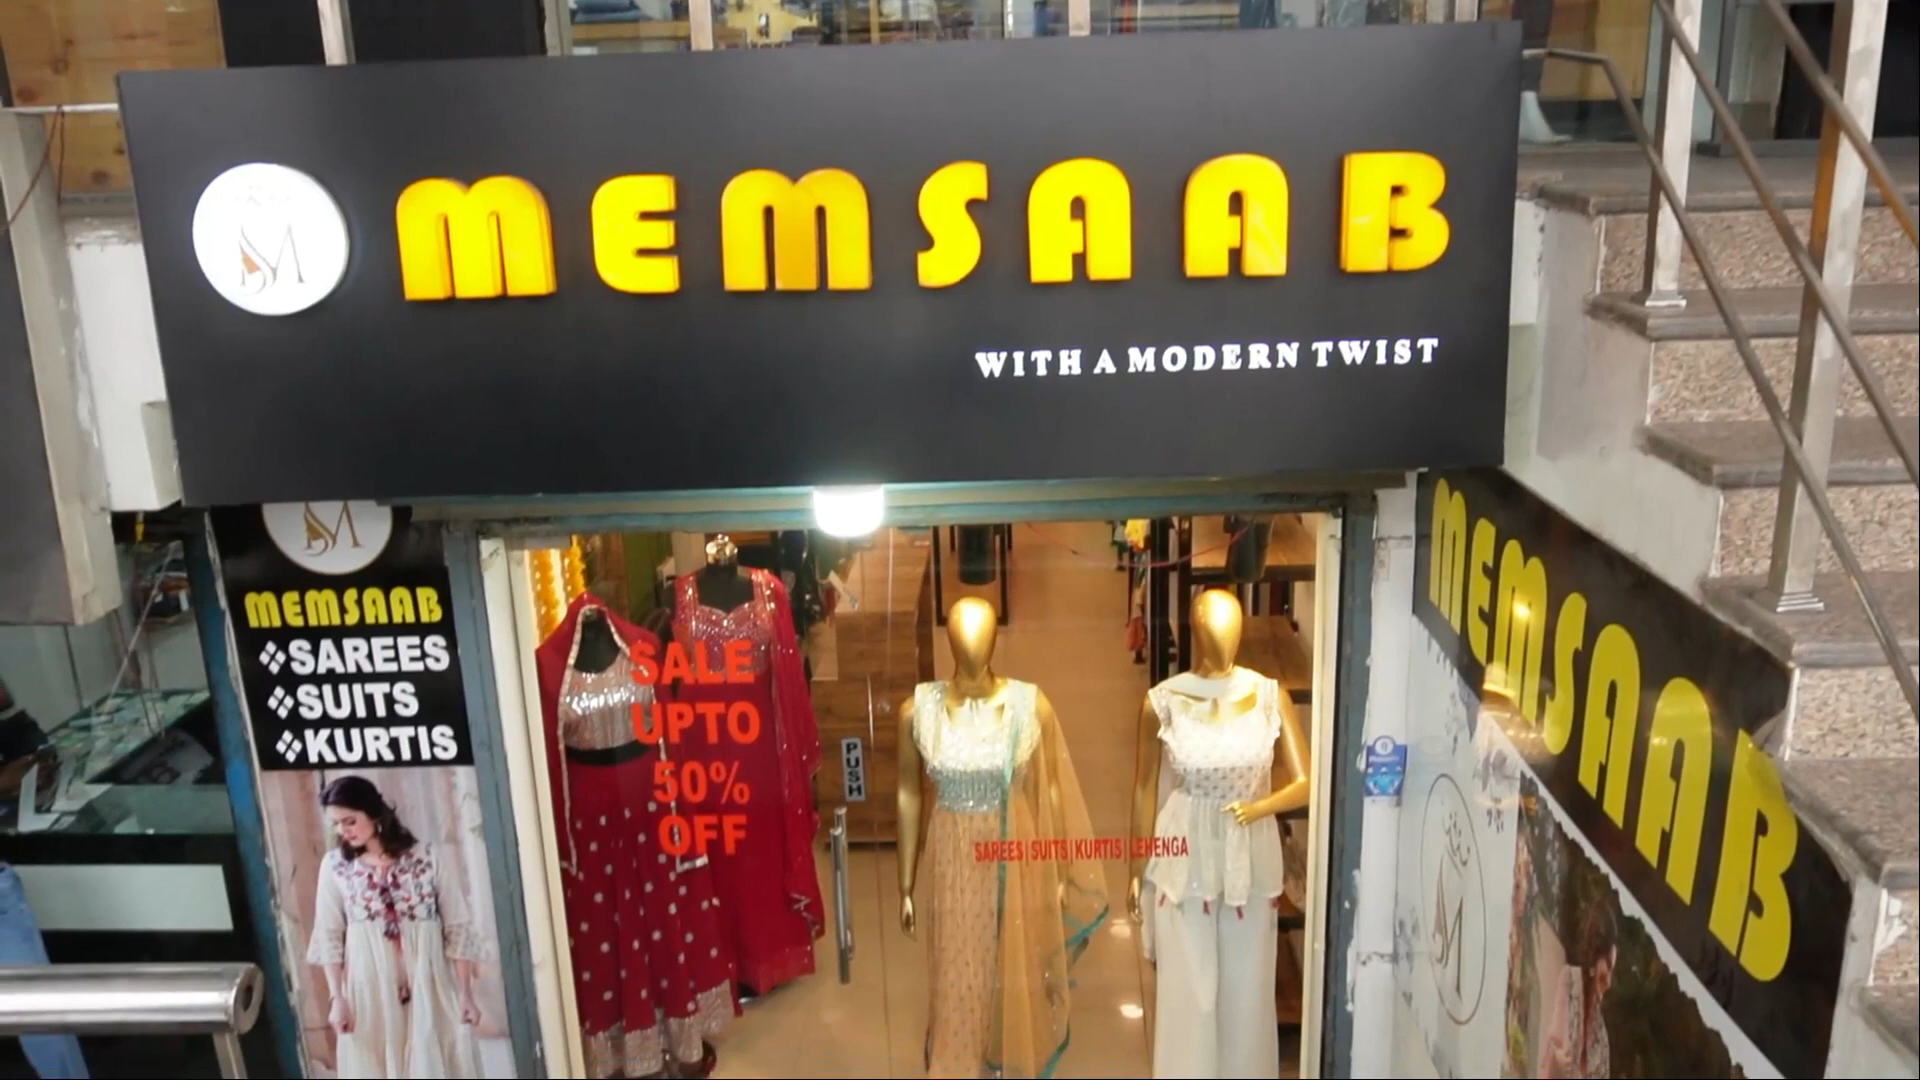 MEMSAAB
WITH A MODERN TWIST
MEMSAAB
SAREES
SUITS
KURTIS
SALE
UPTO
50%
OFF
PUSH
SAREES | SUITS | KURTIS | LEHENGA
MEMSAAB